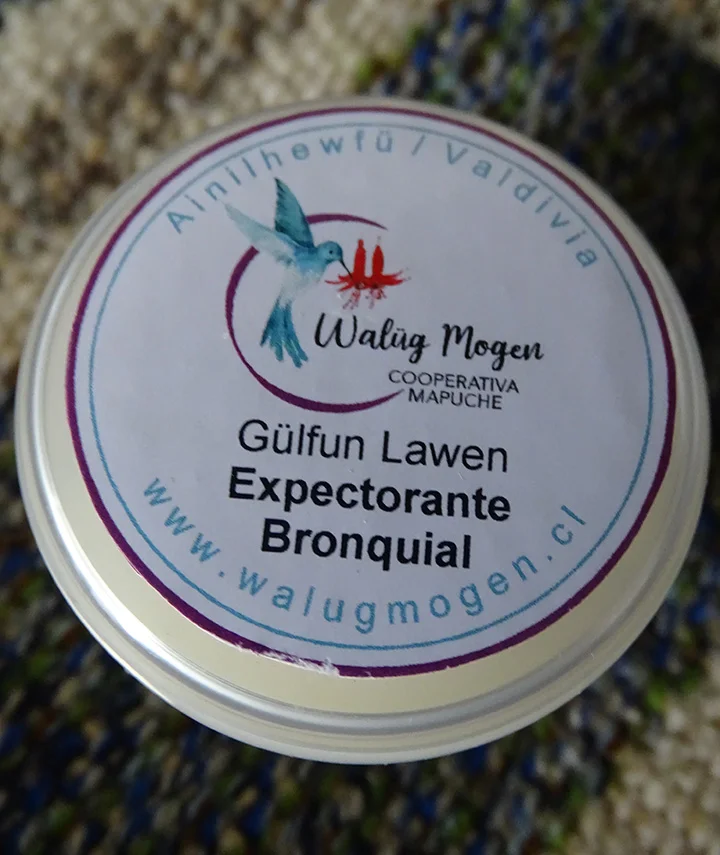 Ainilhewfü / Valdivia
Walüg Mogen
COOPERATIVA
MAPUCHE
Gülfun Lawen
Expectorante
Bronquial
www.walugmogen.cl